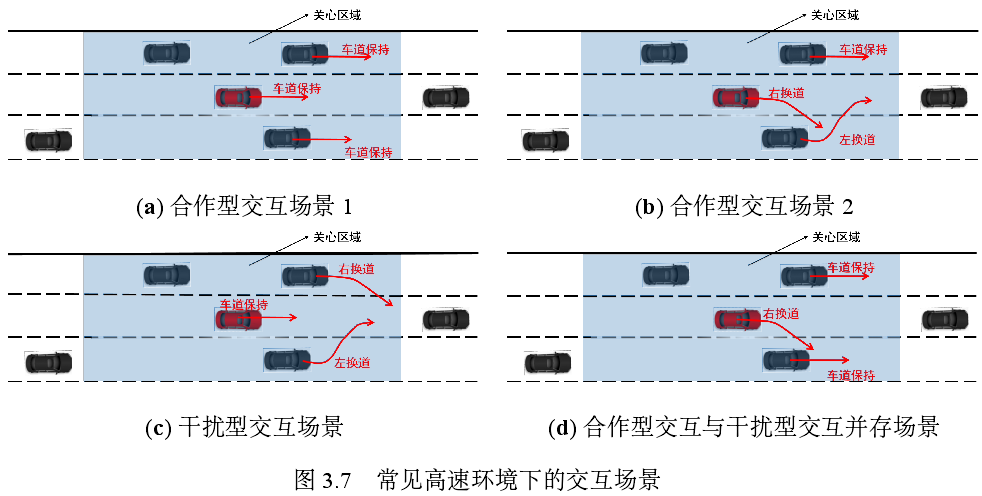 关心区域
车道保持
车道保持
车道保持
(a) 合作型交互场景 1
关心区域
车道保持
右换道
左换道
(b) 合作型交互场景 2
关心区域
右换道
车道保持
左换道
(c) 干扰型交互场景
关心区域
车道保持
右换道
车道保持
(d) 合作型交互与干扰型交互并存场景
图 3.7 常见高速环境下的交互场景